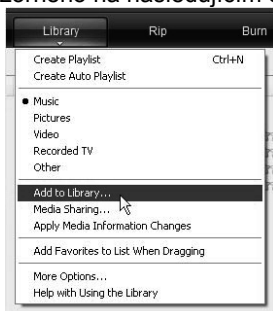 Library Rip Burn
Create Playlist Ctrl+N
Create Auto Playlist
Music
Pictures
Video
Recorded TV
Other
Add to Library...
Media Sharing...
Apply Media Information Changes
Add Favorites to List When Dragging
More Options...
Help with Using the Library